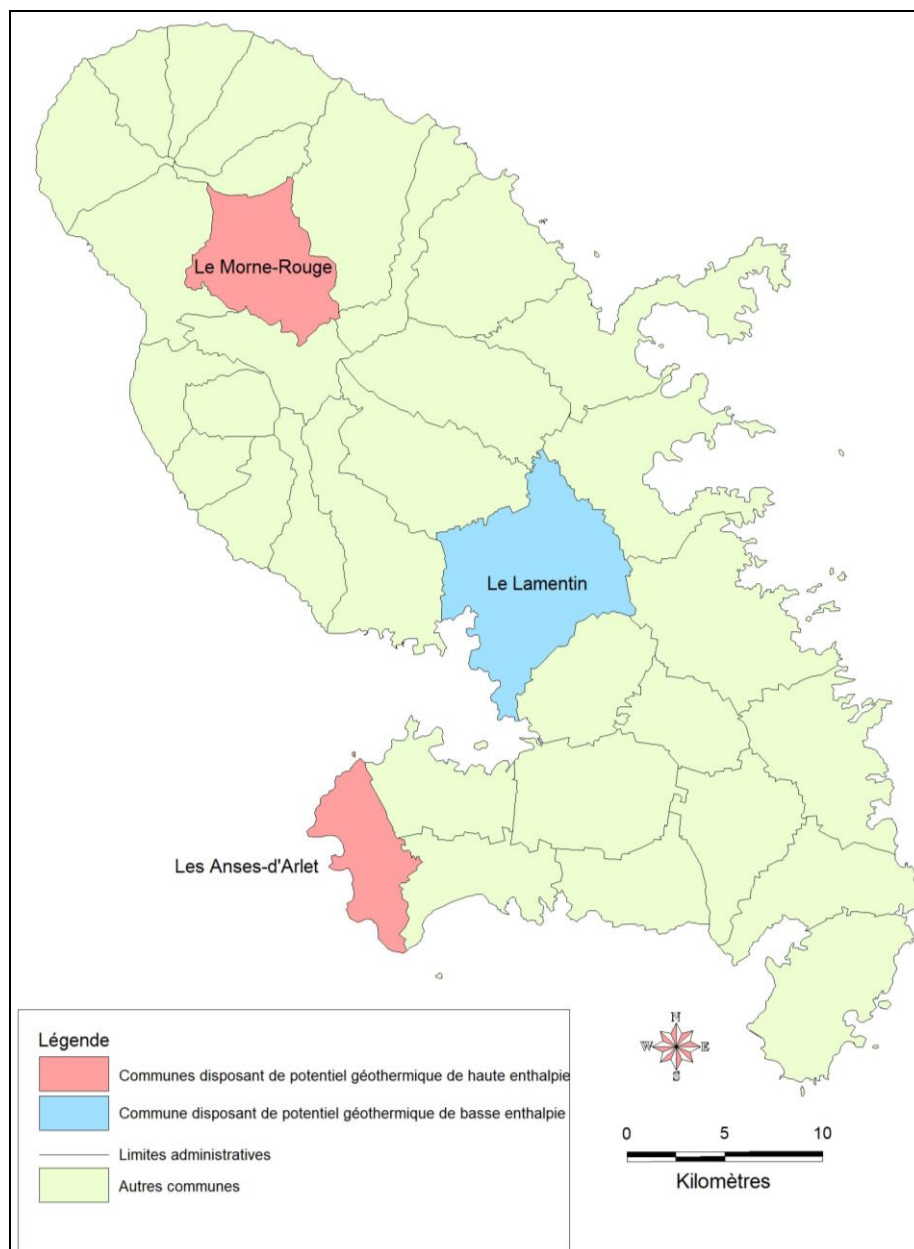 Le Morne-Rouge
Le Lamentin
Les Anses-d'Arlet
Légende
Communes disposant de potentiel géothermique de haute enthalpie
Commune disposant de potentiel géothermique de basse enthalpie
Limites administratives
Autres communes
N
W E
S
0 5 10
Kilomètres